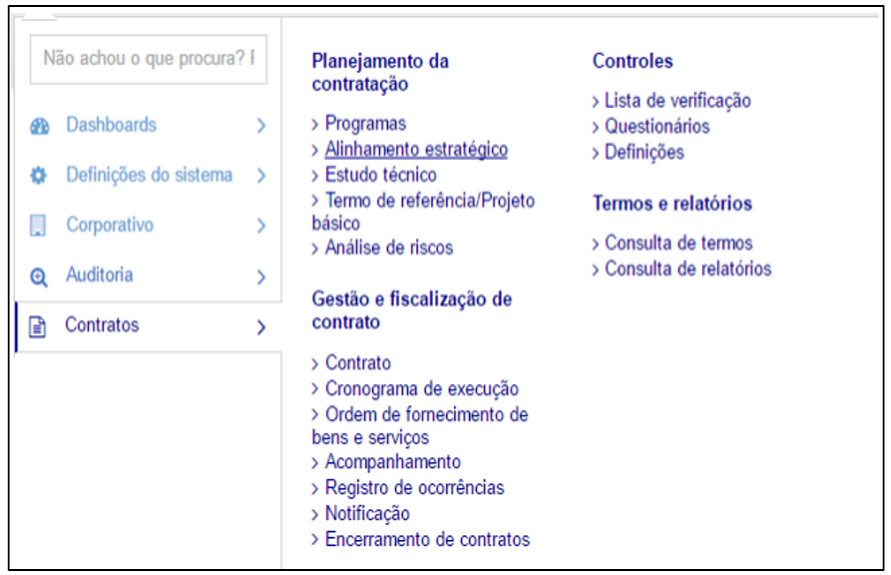 Não achou o que procura? F
Dashboards
Definições do sistema
Corporativo
Auditoria
Contratos
Planejamento da
contratação
> Programas
> Alinhamento estratégico
> Estudo técnico
> Termo de referência/Projeto
básico
> Análise de riscos
Gestão e fiscalização de
contrato
> Contrato
> Cronograma de execução
> Ordem de fornecimento de
bens e serviços
> Acompanhamento
> Registro de ocorrências
> Notificação
> Encerramento de contratos
Controles
> Lista de verificação
> Questionários
> Definições
Termos e relatórios
> Consulta de termos
> Consulta de relatórios